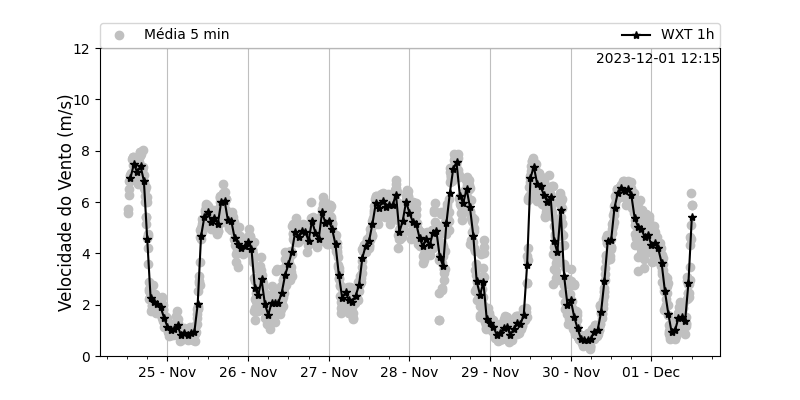 Média 5 min
WXT 1h
2023-12-01 12:15
Velocidade do Vento (m/s)
12
10
8
6
4
2
0
25 - Nov
26 - Nov
27 - Nov
28 - Nov
29 - Nov
30 - Nov
01 - Dec